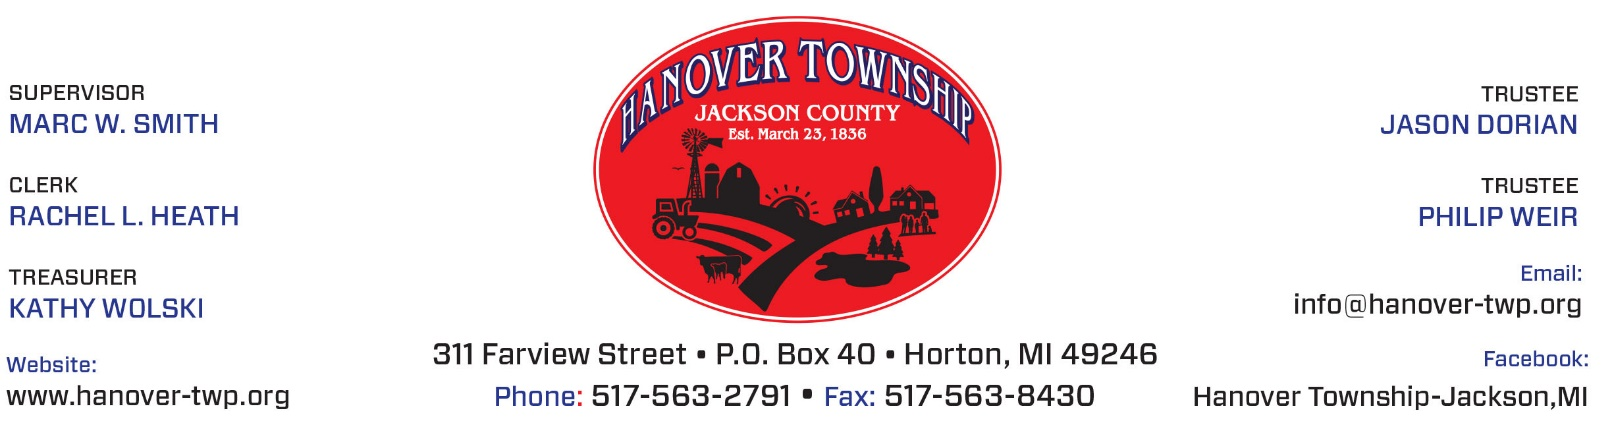 SUPERVISOR
MARC W. SMITH
CLERK
RACHEL L. HEATH
TREASURER
KATHY WOLSKI
Website:
www.hanover-twp.org
HANOVER TOWNSHIP
JACKSON COUNTY
Est. March 23, 1836
311 Farview Street • P.O. Box 40 • Horton, MI 49246
Phone: 517-563-2791 • Fax: 517-563-8430
TRUSTEE
JASON DORIAN
TRUSTEE
PHILIP WEIR
Email:
info@hanover-twp.org
Facebook:
Hanover Township-Jackson,MI